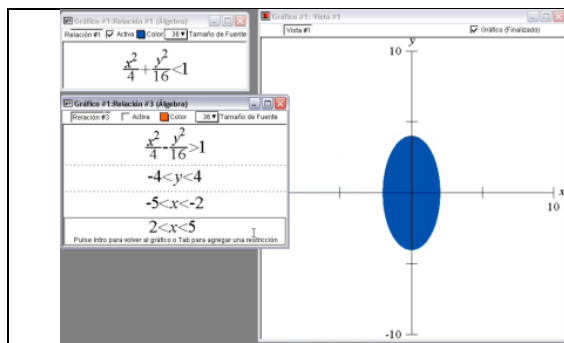 Gráfico #1:Relación #1 (Álgebra)
Relación #1 Activa Color 36 Tamaño de Fuente
x²/4 + y²/16 < 1
Gráfico #1:Relación #3 (Álgebra)
Relación #3 Activa Color 36 Tamaño de Fuente
x²/4 - y²/16 > 1
-4<y<4
-5<x<-2
2<x<5
Pulse Intro para volver al gráfico o Tab para agregar una restricción
Gráfico #1: Vista #1
Vista #1 Gráfico (Finalizado)
y
10
x
10
-10